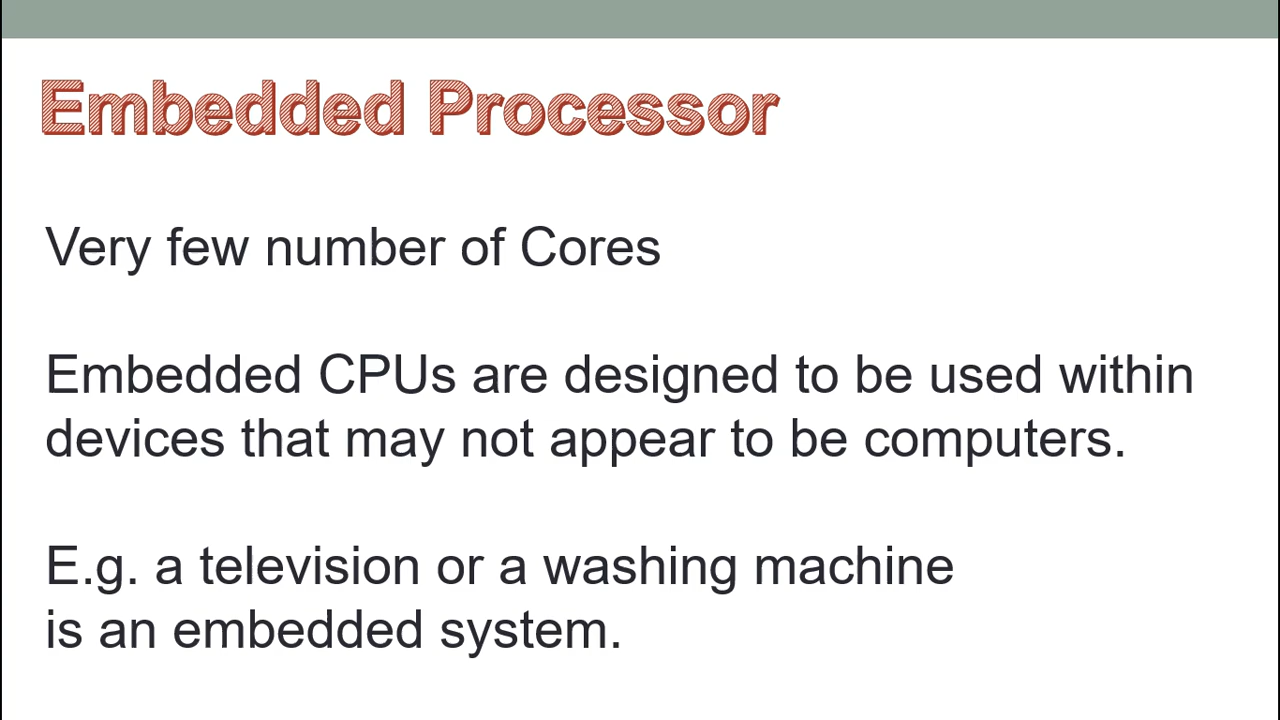 Embedded Processor
Very few number of Cores
Embedded CPUs are designed to be used within
devices that may not appear to be computers.
E.g. a television or a washing machine
is an embedded system.